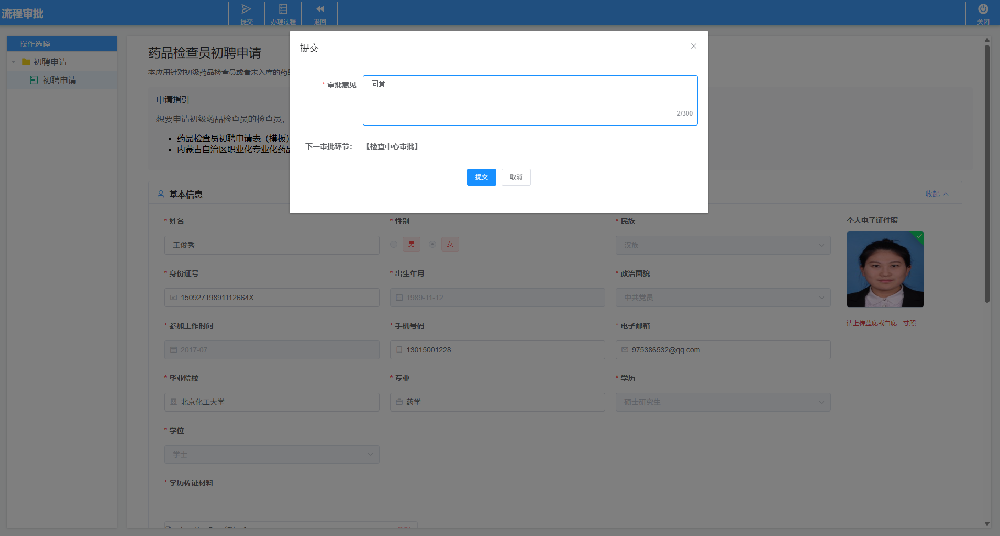 流程审批
提交
办理过程
退回
关闭
操作选择
初聘申请
初聘申请
药品检查员初聘申请
本应用针对初级药品检查员或者未入库的药品
申请指引
想要申请初级药品检查员的检查员,
药品检查员初聘申请表（模板）
内蒙古自治区职业化专业化药品
提交
* 审批意见
同意
2/300
下一审批环节： 【检查中心审批】
提交 取消
基本信息
收起
* 姓名 * 性别 * 民族
王俊秀 男 女 汉族
* 身份证号 * 出生年月 * 政治面貌
15092719891112664X 1989-11-12 中共党员
* 参加工作时间 * 手机号码 * 电子邮箱
2017-07 13015001228 975386532@qq.com
* 毕业院校 * 专业 * 学历
北京化工大学 药学 硕士研究生
* 学位
学士
* 学历佐证材料
个人电子证件照
请上传蓝底或白底一寸照